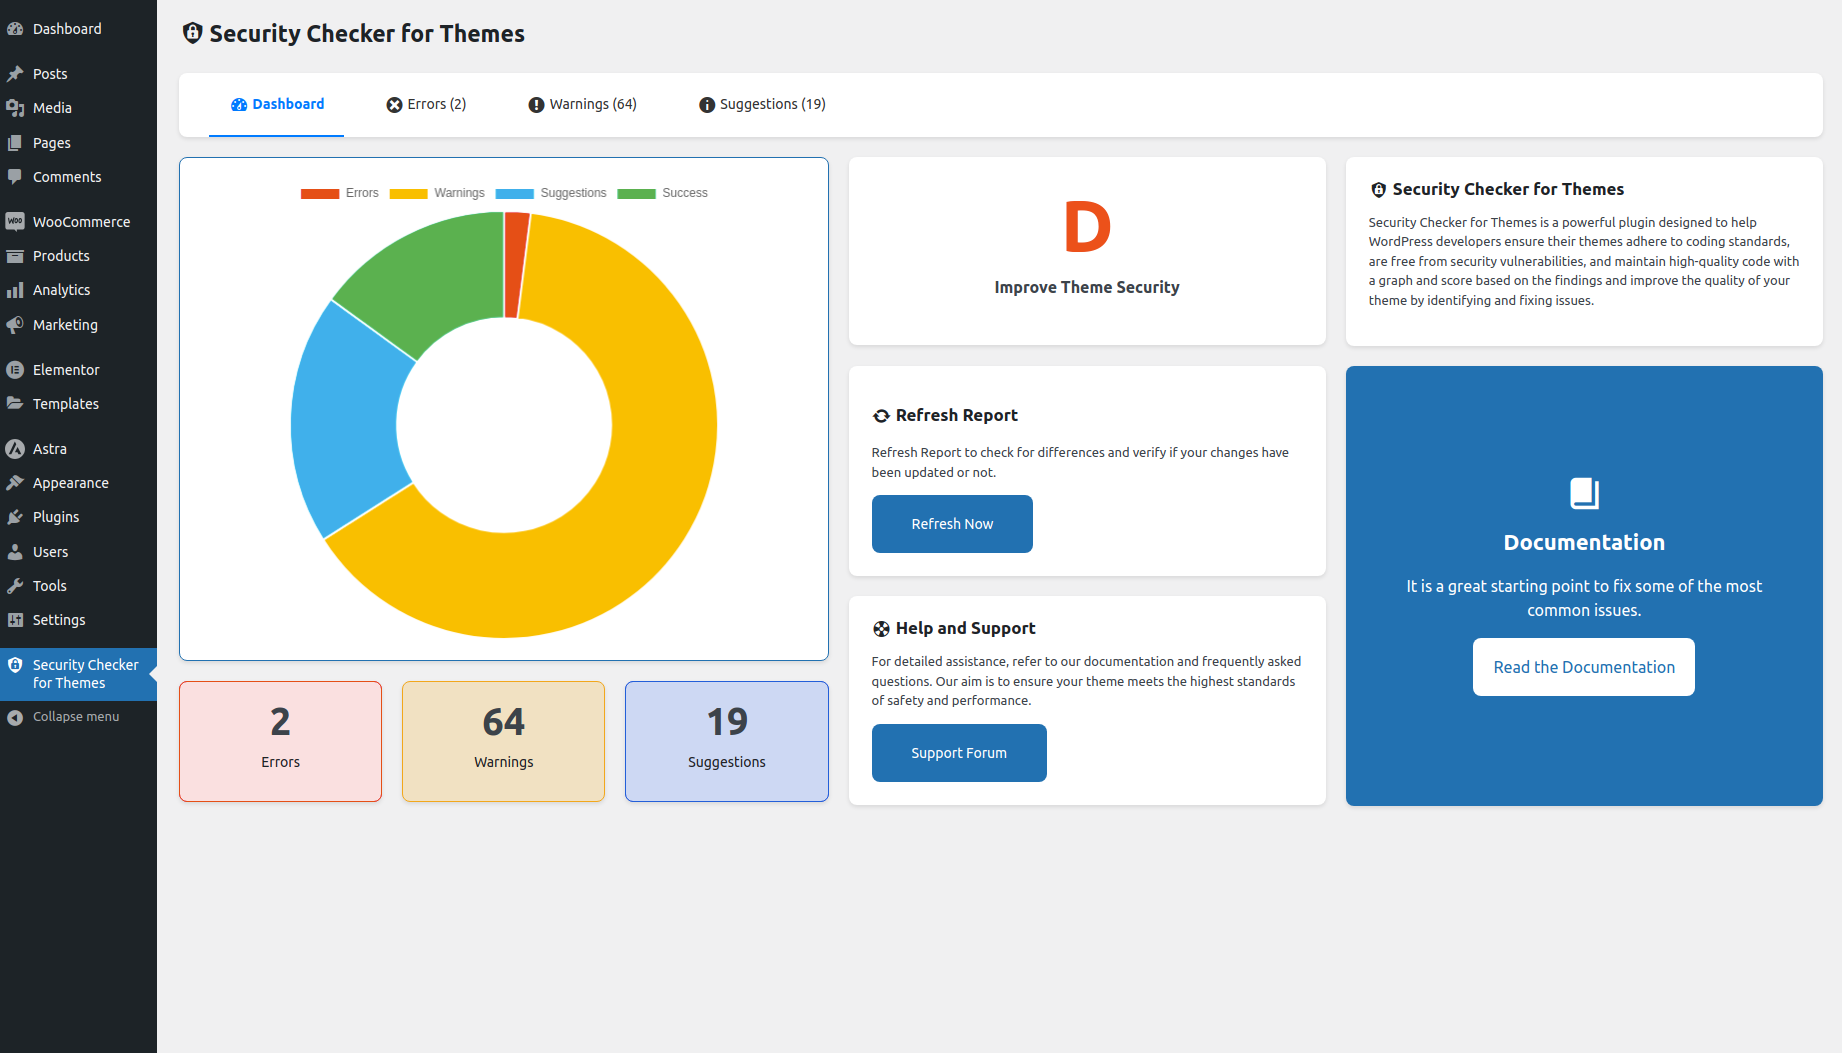 Dashboard
Posts
Media
Pages
Comments
WooCommerce
Products
Analytics
Marketing
Elementor
Templates
Astra
Appearance
Plugins
Users
Tools
Settings
Security Checker
for Themes
Collapse menu
Security Checker for Themes
Dashboard
Errors (2)
Warnings (64)
Suggestions (19)
Errors
Warnings
Suggestions
Success
2
Errors
64
Warnings
19
Suggestions
D
Improve Theme Security
Refresh Report
Refresh Report to check for differences and verify if your changes have
been updated or not.
Refresh Now
Help and Support
For detailed assistance, refer to our documentation and frequently asked
questions. Our aim is to ensure your theme meets the highest standards
of safety and performance.
Support Forum
Security Checker for Themes
Security Checker for Themes is a powerful plugin designed to help
WordPress developers ensure their themes adhere to coding standards,
are free from security vulnerabilities, and maintain high-quality code with
a graph and score based on the findings and improve the quality of your
theme by identifying and fixing issues.
Documentation
It is a great starting point to fix some of the most
common issues.
Read the Documentation